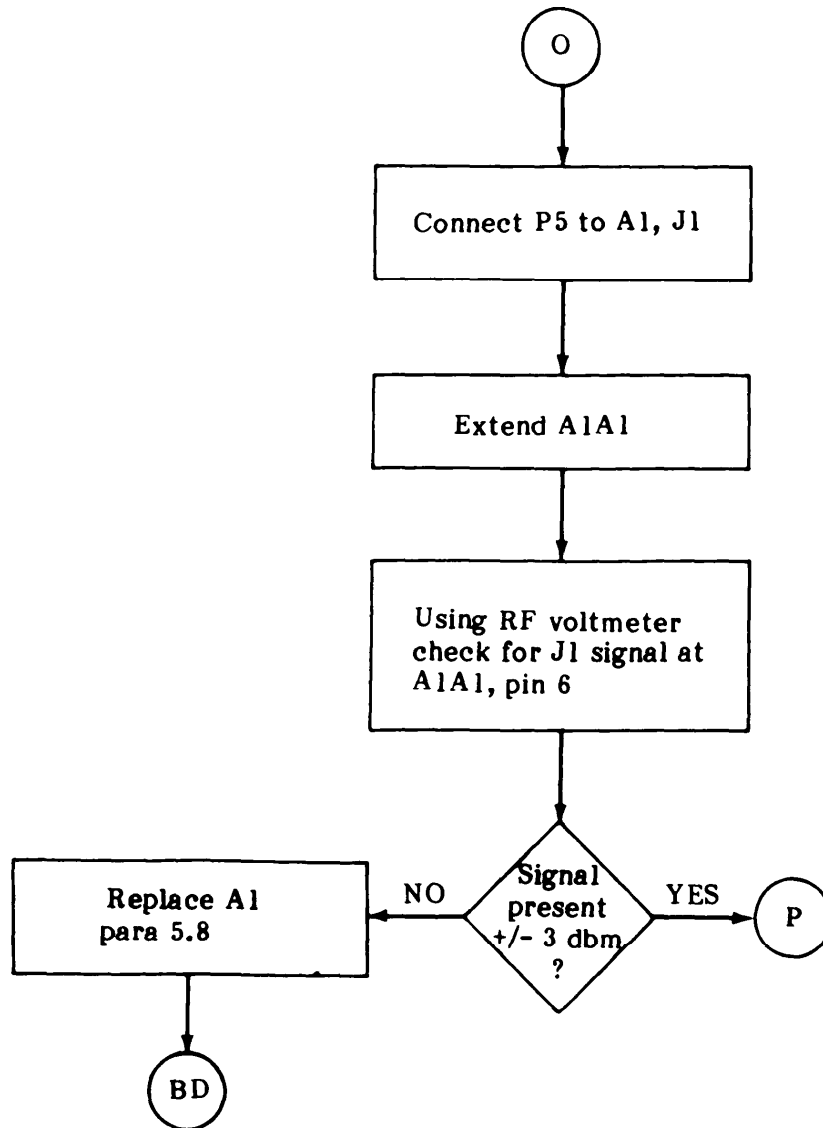 O
Connect P5 to A1, J1
Extend A1A1
Using RF voltmeter
check for J1 signal at
A1A1, pin 6
Signal
present
+/- 3 dbm
?
NO
YES
Replace A1
para 5.8
P
BD